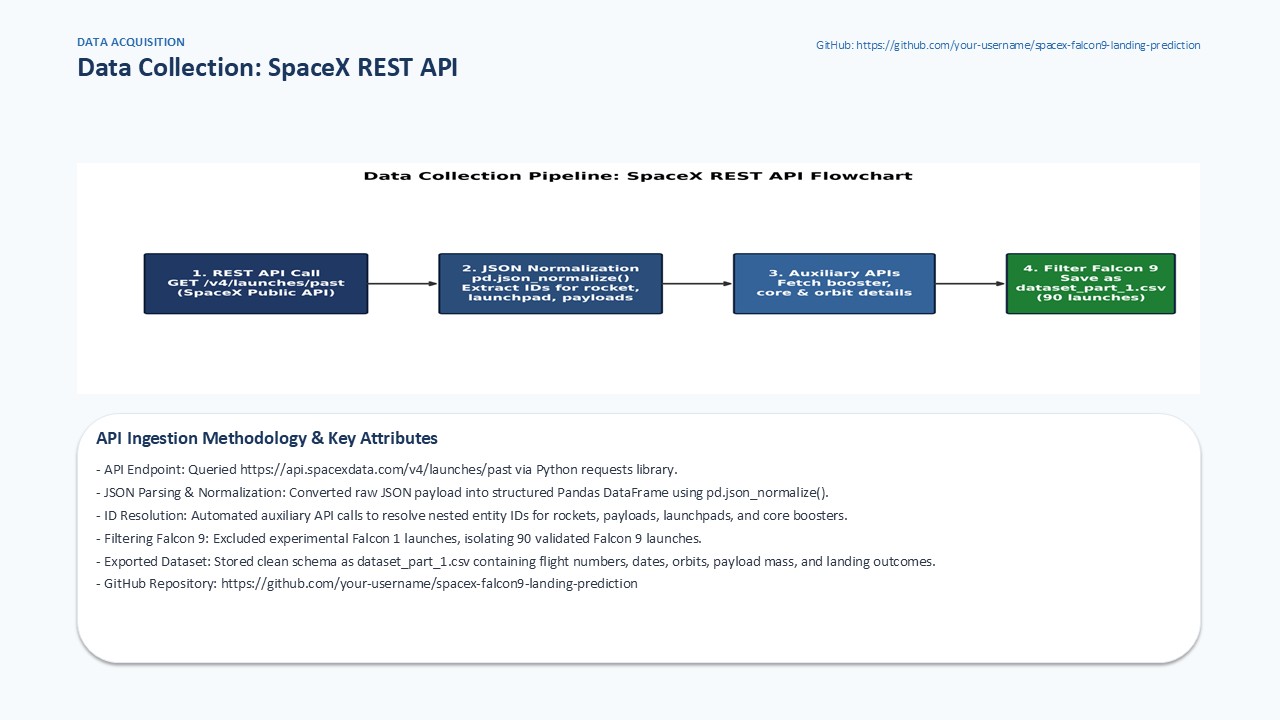 DATA ACQUISITION
GitHub: https://github.com/your-username/spacex-falcon9-landing-prediction
Data Collection: SpaceX REST API
Data Collection Pipeline: SpaceX REST API Flowchart
1. REST API Call
GET /v4/launches/past
(SpaceX Public API)
2. JSON Normalization
pd.json_normalize()
Extract IDs for rocket,
launchpad, payloads
3. Auxiliary APIs
Fetch booster,
core & orbit details
4. Filter Falcon 9
Save as
dataset_part_1.csv
(90 launches)
API Ingestion Methodology & Key Attributes
- API Endpoint: Queried https://api.spacexdata.com/v4/launches/past via Python requests library.
- JSON Parsing & Normalization: Converted raw JSON payload into structured Pandas DataFrame using pd.json_normalize().
- ID Resolution: Automated auxiliary API calls to resolve nested entity IDs for rockets, payloads, launchpads, and core boosters.
- Filtering Falcon 9: Excluded experimental Falcon 1 launches, isolating 90 validated Falcon 9 launches.
- Exported Dataset: Stored clean schema as dataset_part_1.csv containing flight numbers, dates, orbits, payload mass, and landing outcomes.
- GitHub Repository: https://github.com/your-username/spacex-falcon9-landing-prediction